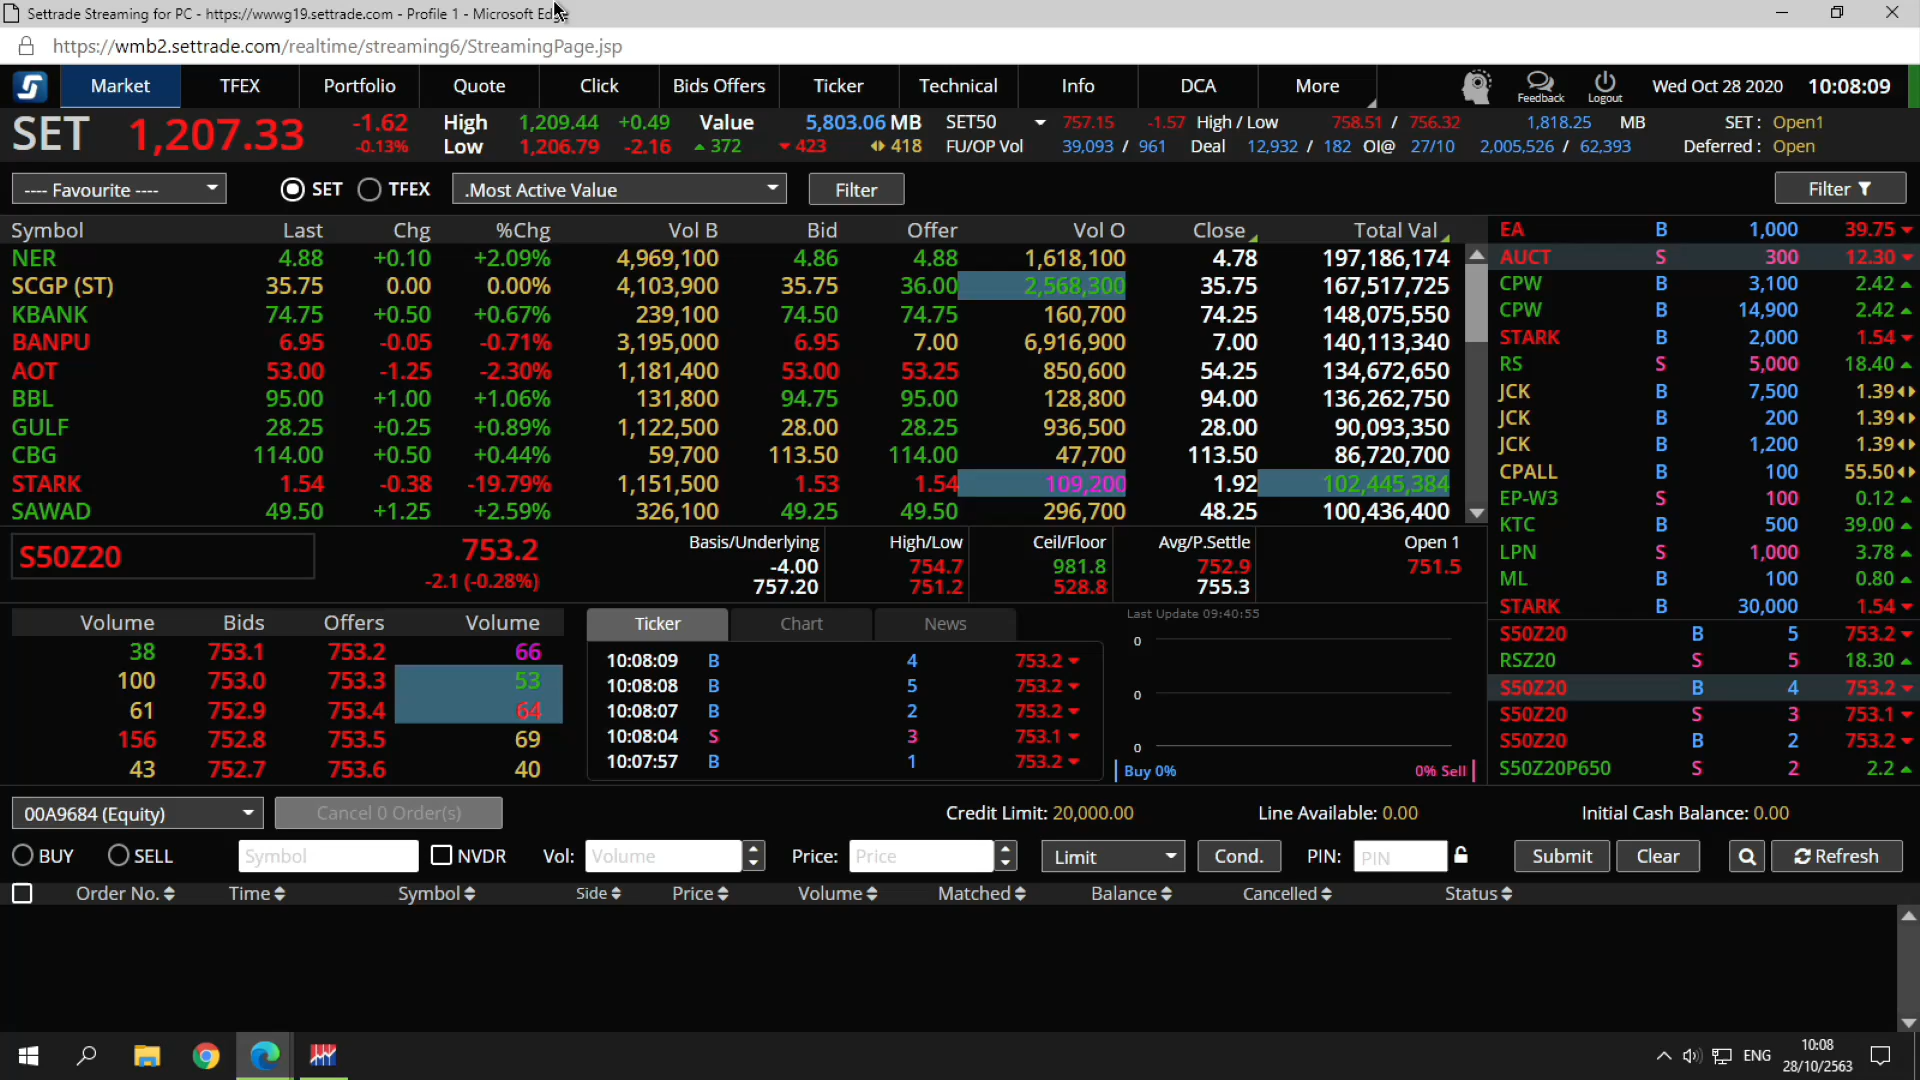 Settrade Streaming for PC - https://wwwg19.settrade.com - Profile 1 - Microsoft Edge
https://wmb2.settrade.com/realtime/streaming6/StreamingPage.jsp
Market TFEX Portfolio Quote Click Bids Offers Ticker Technical Info DCA More Feedback Logout Wed Oct 28 2020 10:08:09
SET 1,207.33 -1.62 -0.13% High 1,209.44 +0.49 Value 5,803.06 MB SET50 757.15 -1.57 High / Low 758.51 / 756.32 1,818.25 MB SET : Open1
Low 1,206.79 -2.16 372 423 418 FU/OP Vol 39,093 / 961 Deal 12,932 / 182 OI@ 27/10 2,005,526 / 62,393 Deferred : Open
---- Favourite ---- SET TFEX .Most Active Value Filter Filter
Symbol Last Chg %Chg Vol B Bid Offer Vol O Close Total Val
NER 4.88 +0.10 +2.09% 4,969,100 4.86 4.88 1,618,100 4.78 197,186,174
SCGP (ST) 35.75 0.00 0.00% 4,103,900 35.75 36.00 2,568,300 35.75 167,517,725
KBANK 74.75 +0.50 +0.67% 239,100 74.50 74.75 160,700 74.25 148,075,550
BANPU 6.95 -0.05 -0.71% 3,195,000 6.95 7.00 6,916,900 7.00 140,113,340
AOT 53.00 -1.25 -2.30% 1,181,400 53.00 53.25 850,600 54.25 134,672,650
BBL 95.00 +1.00 +1.06% 131,800 94.75 95.00 128,800 94.00 136,262,750
GULF 28.25 +0.25 +0.89% 1,122,500 28.00 28.25 936,500 28.00 90,093,350
CBG 114.00 +0.50 +0.44% 59,700 113.50 114.00 47,700 113.50 86,720,700
STARK 1.54 -0.38 -19.79% 1,151,500 1.53 1.54 109,200 1.92 102,445,384
SAWAD 49.50 +1.25 +2.59% 326,100 49.25 49.50 296,700 48.25 100,436,400
EA B 1,000 39.75
AUCT S 300 12.30
CPW B 3,100 2.42
CPW B 14,900 2.42
STARK B 2,000 1.54
RS S 5,000 18.40
JCK B 7,500 1.39
JCK B 200 1.39
JCK B 1,200 1.39
CPALL B 100 55.50
EP-W3 S 100 0.12
KTC B 500 39.00
LPN S 1,000 3.78
ML B 100 0.80
STARK B 30,000 1.54
S50Z20 B 5 753.2
RSZ20 S 5 18.30
S50Z20 B 4 753.2
S50Z20 S 3 753.1
S50Z20 B 2 753.2
S50Z20P650 S 2 2.2
S50Z20 753.2 -2.1 (-0.28%)
Basis/Underlying High/Low Ceil/Floor Avg/P.Settle Open 1
-4.00 754.7 981.8 752.9 751.5
757.20 751.2 528.8 755.3
Volume Bids Offers Volume
38 753.1 753.2 66
100 753.0 753.3 53
61 752.9 753.4 64
156 752.8 753.5 69
43 752.7 753.6 40
Ticker Chart News
10:08:09 B 4 753.2
10:08:08 B 5 753.2
10:08:07 B 2 753.2
10:08:04 S 3 753.1
10:07:57 B 1 753.2
Last Update 09:40:55
0
0
0
Buy 0% 0% Sell
00A9684 (Equity) Cancel 0 Order(s) Credit Limit: 20,000.00 Line Available: 0.00 Initial Cash Balance: 0.00
BUY SELL Symbol NVDR Vol: Volume Price: Price Limit Cond. PIN: PIN Submit Clear Refresh
Order No. Time Symbol Side Price Volume Matched Balance Cancelled Status
ENG 10:08
28/10/2563